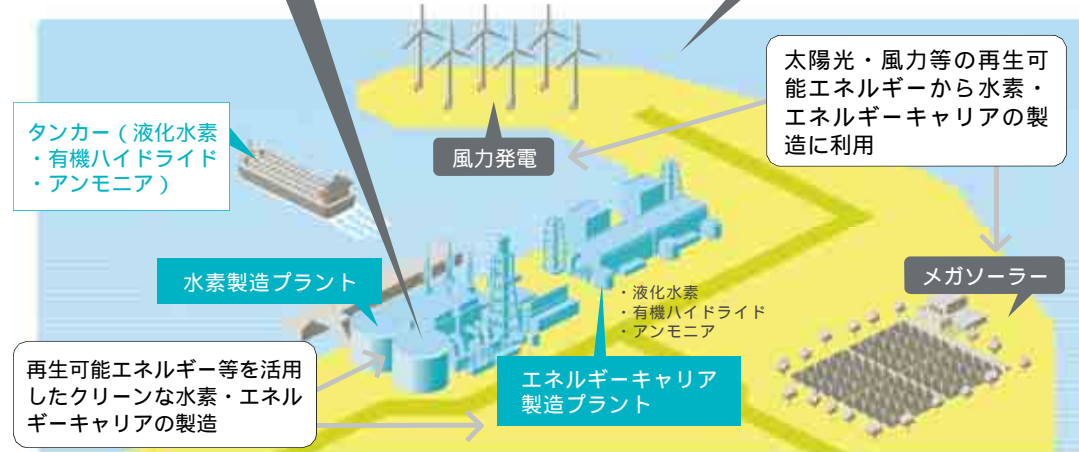 太陽光・風力等の再生可
能エネルギーから水素・
エネルギーキャリアの製
造に利用
タンカー(液化水素
・有機ハイドライド
・アンモニア)
風力発電
水素製造プラント
メガソーラー
・液化水素
・有機ハイドライド
・アンモニア
再生可能エネルギー等を活用
したクリーンな水素・エネル
ギーキャリアの製造
エネルギーキャリア
製造プラント